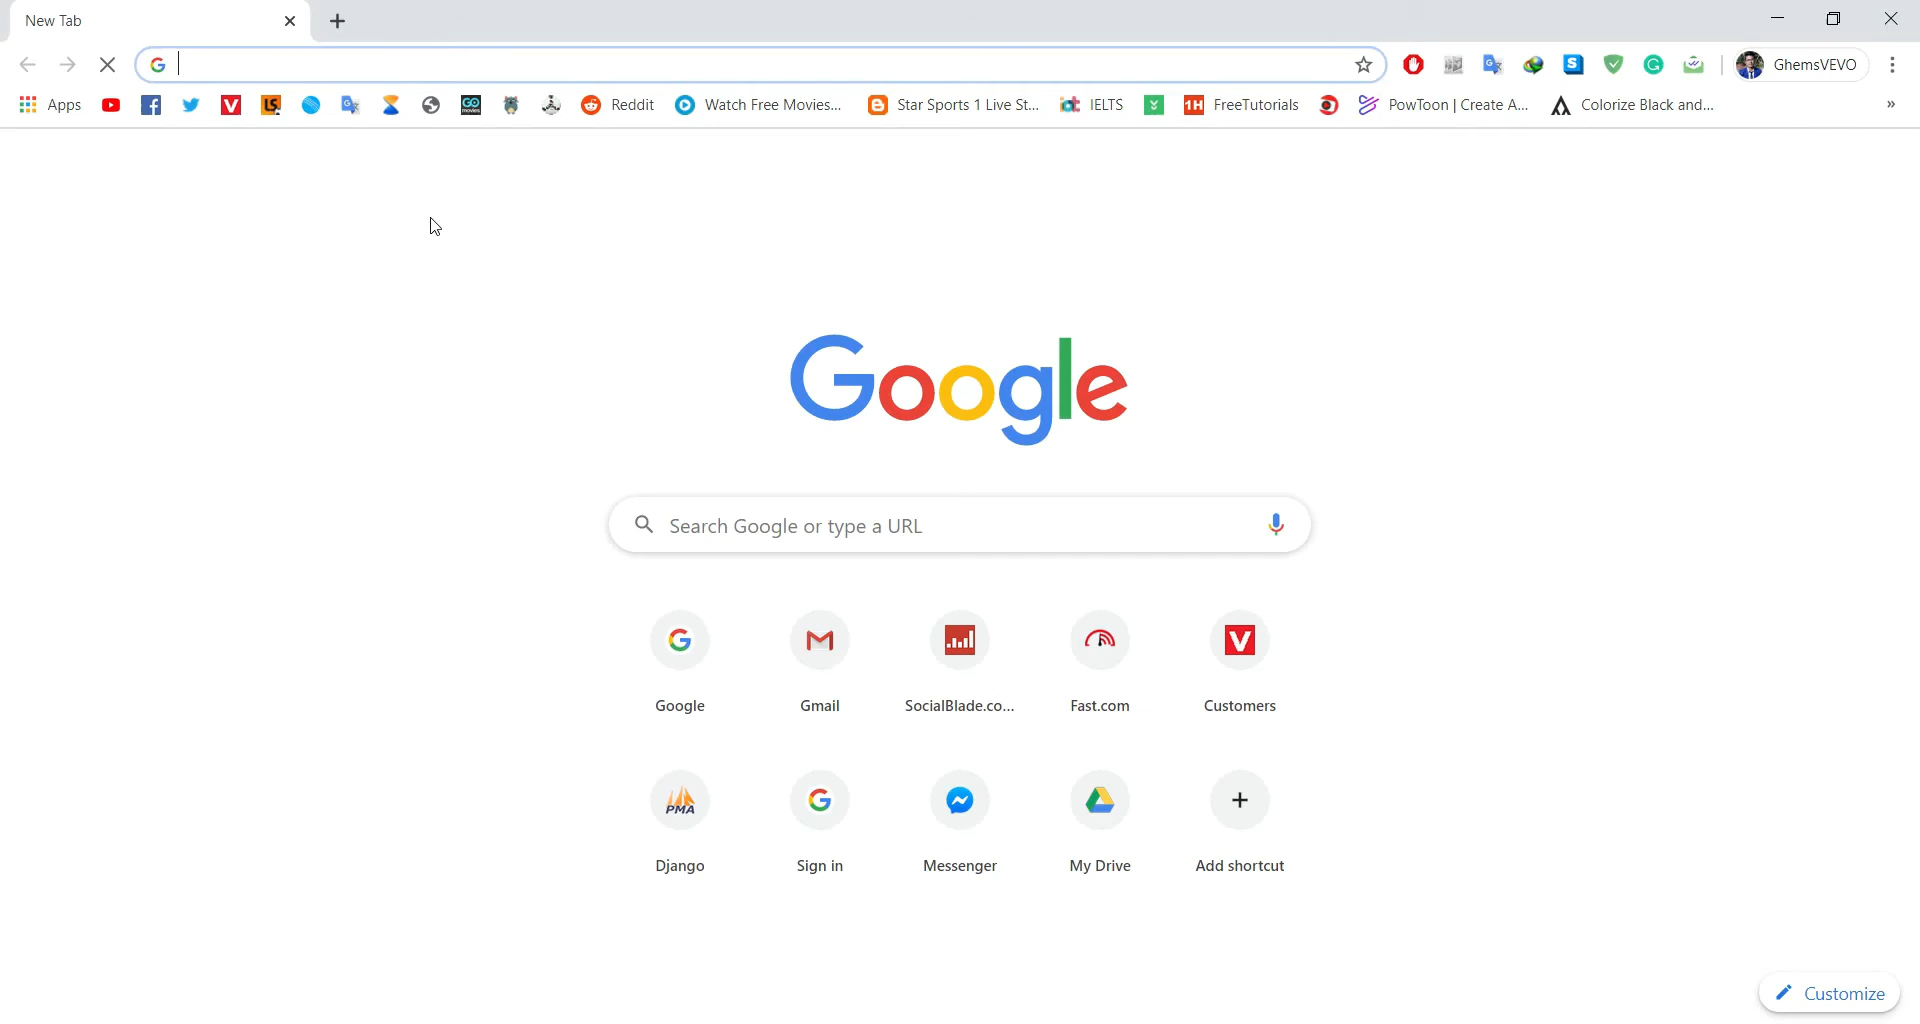 New Tab
GhemsVEVO
Apps Reddit Watch Free Movies... Star Sports 1 Live St... IELTS FreeTutorials PowToon | Create A... Colorize Black and...
Google
Search Google or type a URL
Google Gmail SocialBlade.co... Fast.com Customers
PMA
Django Sign in Messenger My Drive Add shortcut
Customize